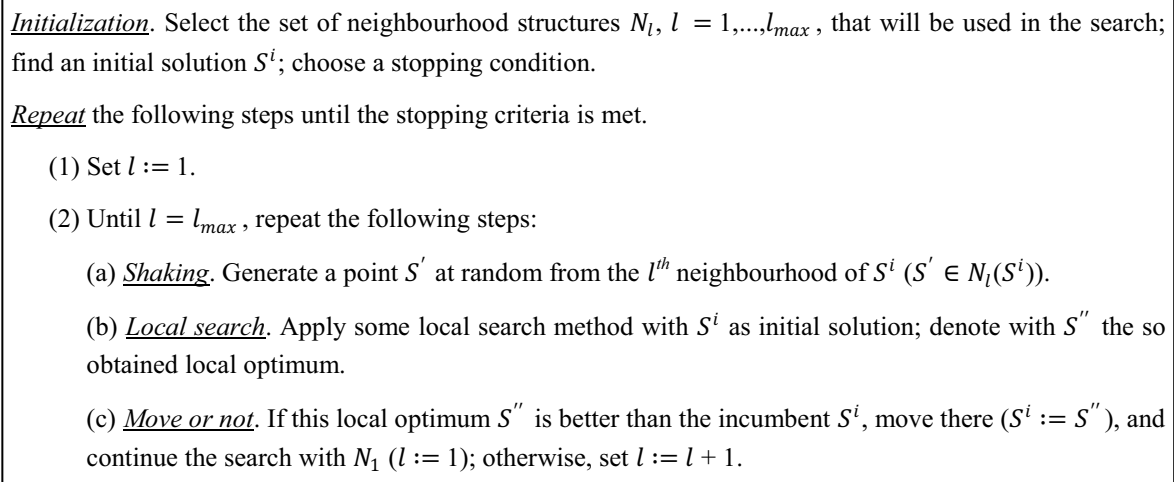 Initialization. Select the set of neighbourhood structures N_l, l = 1,...,l_max , that will be used in the search;
find an initial solution S^i; choose a stopping condition.
Repeat the following steps until the stopping criteria is met.
(1) Set l := 1.
(2) Until l = l_max , repeat the following steps:
(a) Shaking. Generate a point S′ at random from the l^th neighbourhood of S^i (S′ ∈ N_l(S^i)).
(b) Local search. Apply some local search method with S^i as initial solution; denote with S″ the so
obtained local optimum.
(c) Move or not. If this local optimum S″ is better than the incumbent S^i, move there (S^i := S″), and
continue the search with N_1 (l := 1); otherwise, set l := l + 1.